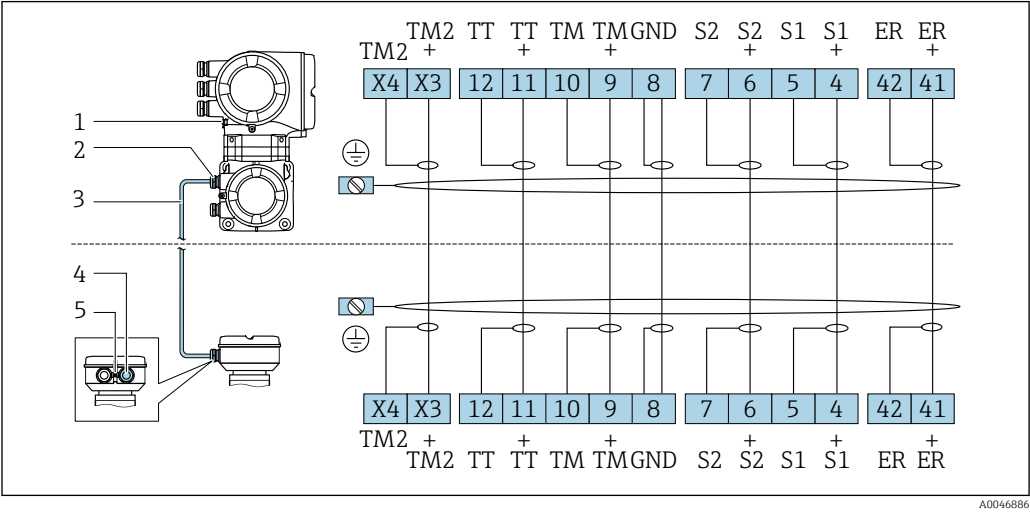 TM2 TT TT TM TM GND S2 S2 S1 S1 ER ER
TM2 + + + + + +
X4 X3 12 11 10 9 8 7 6 5 4 42 41
1
2
3
4
5
X4 X3 12 11 10 9 8 7 6 5 4 42 41
TM2 + + + + + +
TM2 TT TT TM TM GND S2 S2 S1 S1 ER ER
A0046886